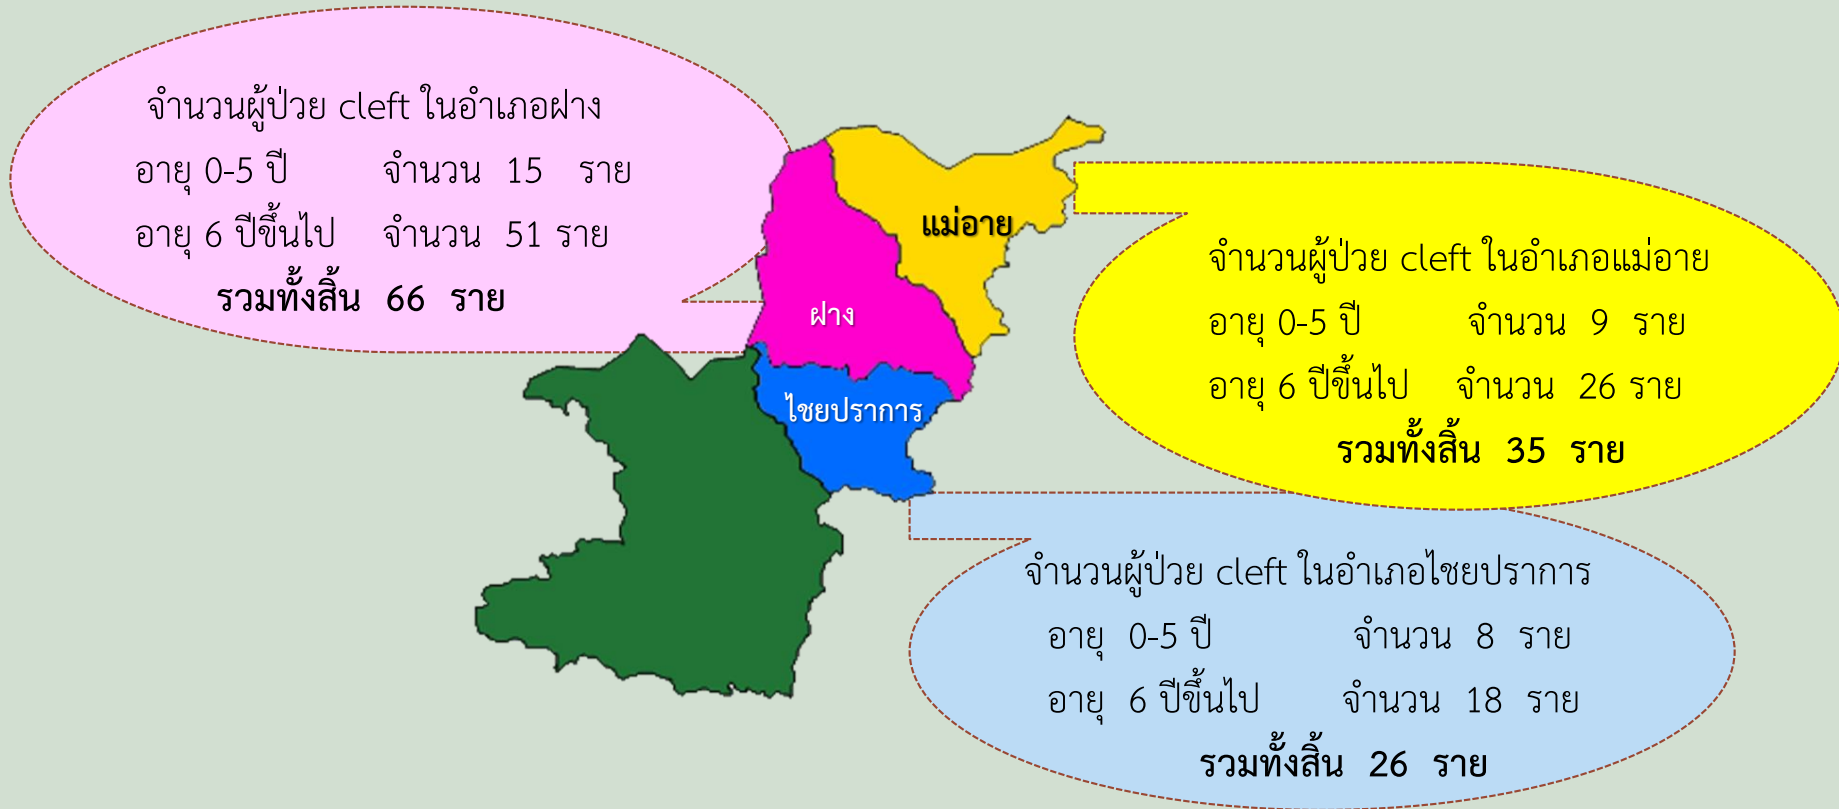 จำนวนผู้ป่วย cleft ในอำเภอฝาง
อายุ 0-5 ปี จำนวน 15 ราย
อายุ 6 ปีขึ้นไป จำนวน 51 ราย
รวมทั้งสิ้น 66 ราย
แม่อาย
ฝาง
ไชยปราการ
จำนวนผู้ป่วย cleft ในอำเภอแม่อาย
อายุ 0-5 ปี จำนวน 9 ราย
อายุ 6 ปีขึ้นไป จำนวน 26 ราย
รวมทั้งสิ้น 35 ราย
จำนวนผู้ป่วย cleft ในอำเภอไชยปราการ
อายุ 0-5 ปี จำนวน 8 ราย
อายุ 6 ปีขึ้นไป จำนวน 18 ราย
รวมทั้งสิ้น 26 ราย